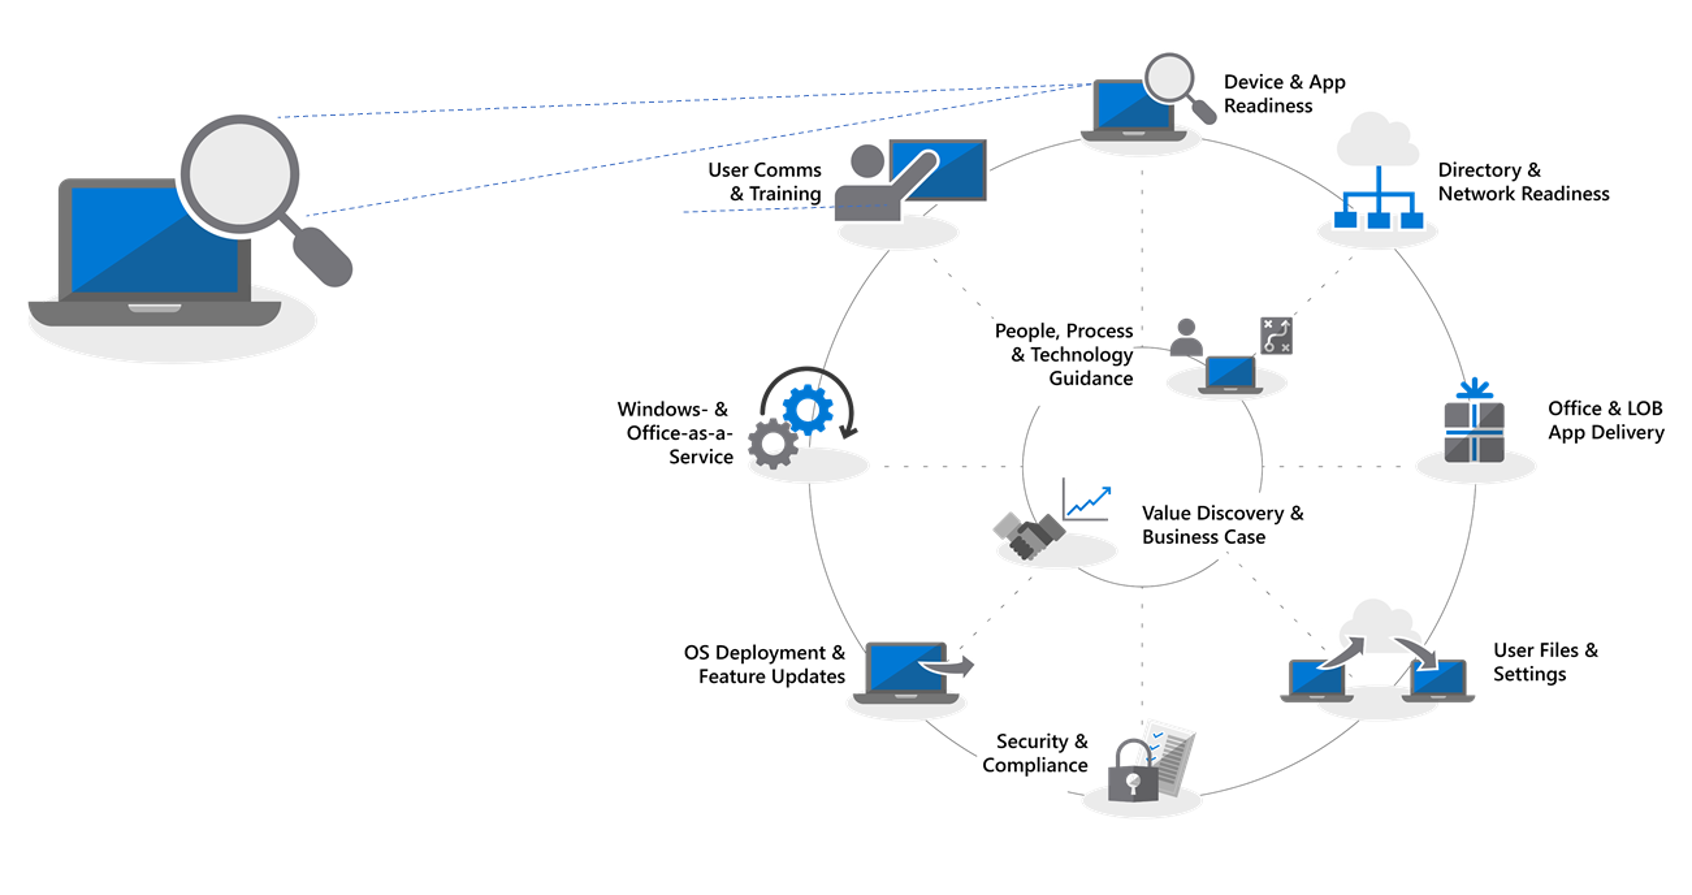 Device & App
Readiness
Directory &
Network Readiness
User Comms
& Training
People, Process
& Technology
Guidance
Windows- &
Office-as-a-
Service
Office & LOB
App Delivery
Value Discovery &
Business Case
OS Deployment &
Feature Updates
User Files &
Settings
Security &
Compliance